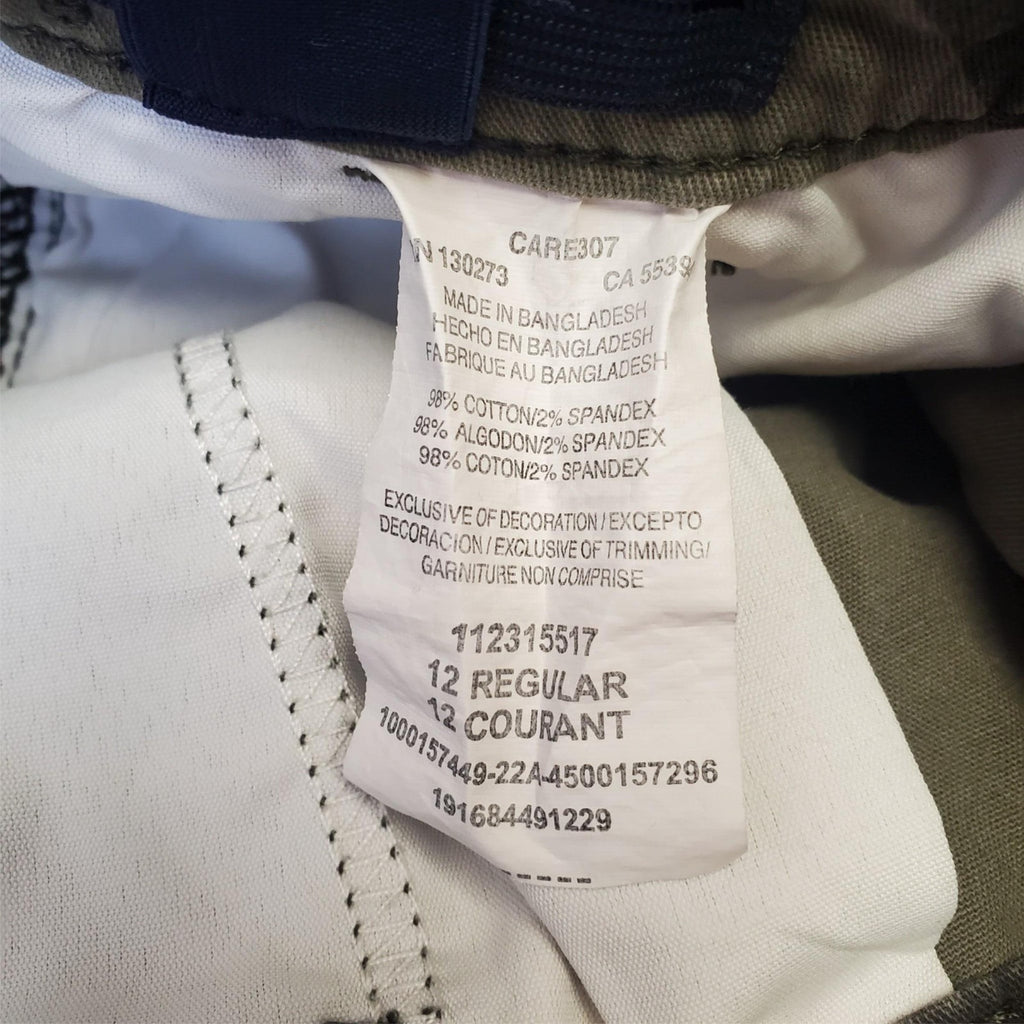 CARE307
RN 130273 CA 5539
MADE IN BANGLADESH
HECHO EN BANGLADESH
FABRIQUE AU BANGLADESH
98% COTTON/2% SPANDEX
98% ALGODON/2% SPANDEX
98% COTON/2% SPANDEX
EXCLUSIVE OF DECORATION / EXCEPTO
DECORACION / EXCLUSIVE OF TRIMMING/
GARNITURE NON COMPRISE
112315517
12 REGULAR
12 COURANT
1000157449-22A-4500157296
191684491229